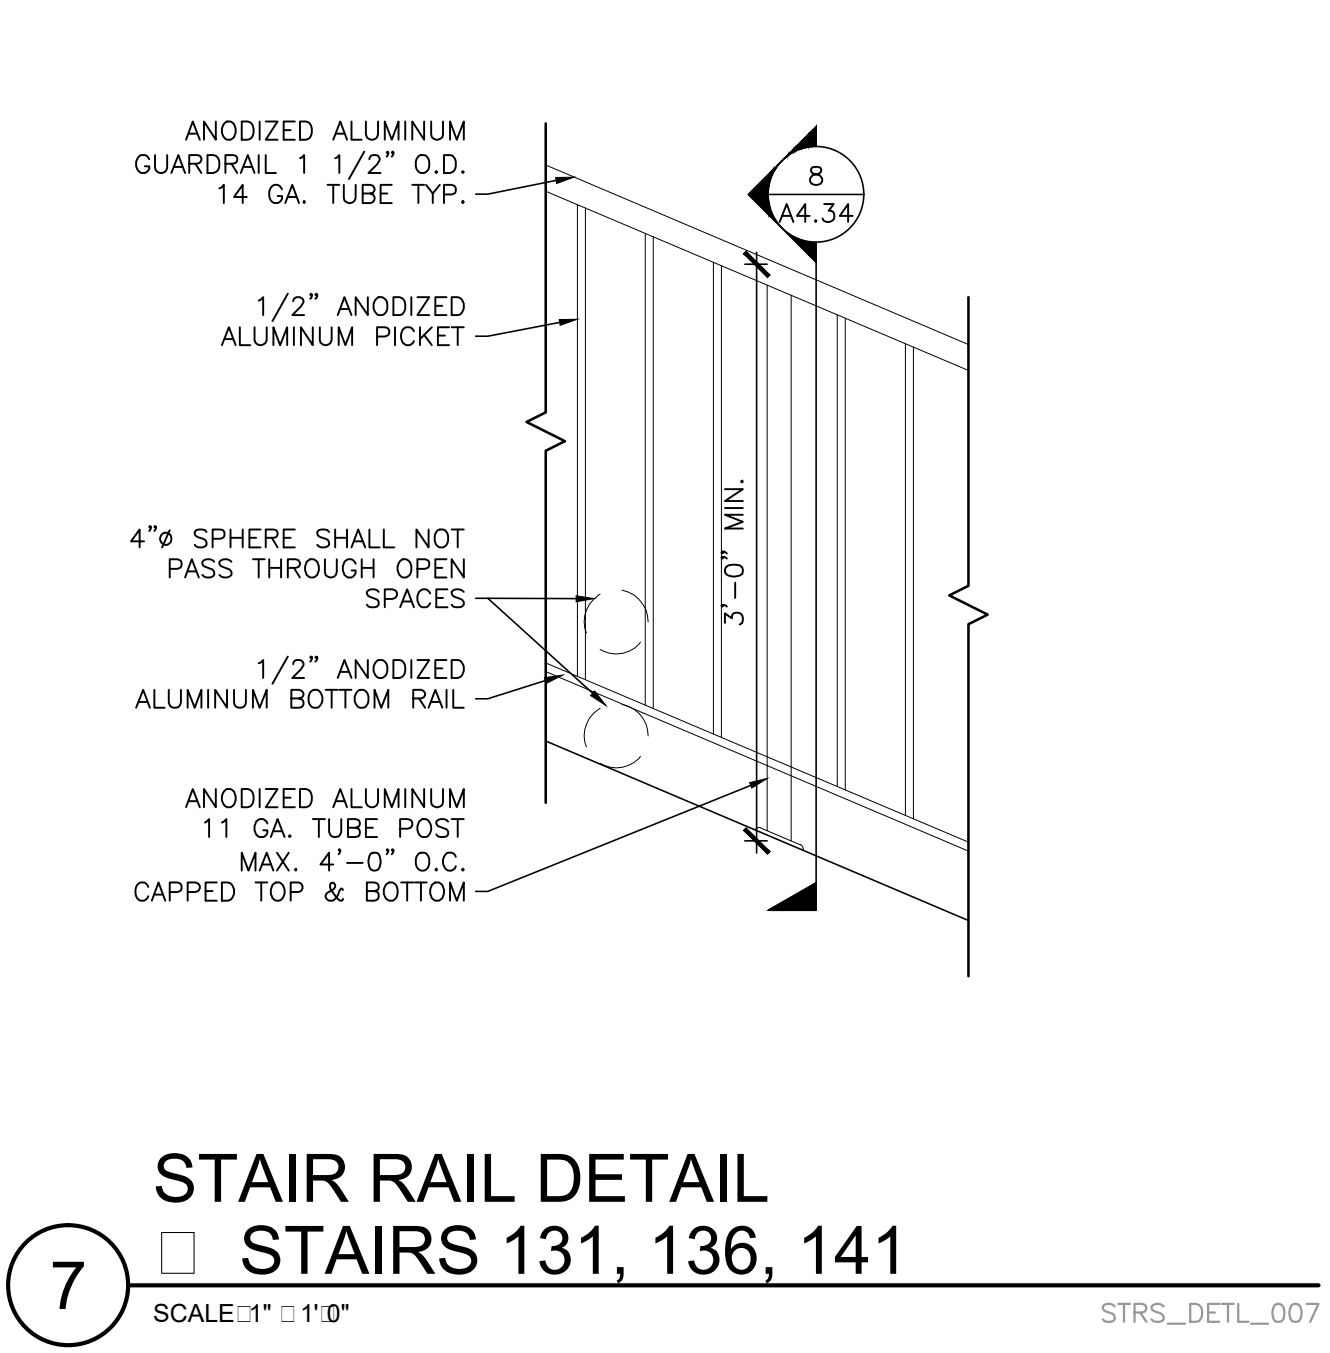 ANODIZED ALUMINUM
GUARDRAIL 1 1/2" O.D.
14 GA. TUBE TYP.
8
A4.34
1/2" ANODIZED
ALUMINUM PICKET
3'-0" MIN.
4"ø SPHERE SHALL NOT
PASS THROUGH OPEN
SPACES
1/2" ANODIZED
ALUMINUM BOTTOM RAIL
ANODIZED ALUMINUM
11 GA. TUBE POST
MAX. 4'-0" O.C.
CAPPED TOP & BOTTOM
STAIR RAIL DETAIL
□ STAIRS 131, 136, 141
7
SCALE□1" □ 1'□0"
STRS_DETL_007